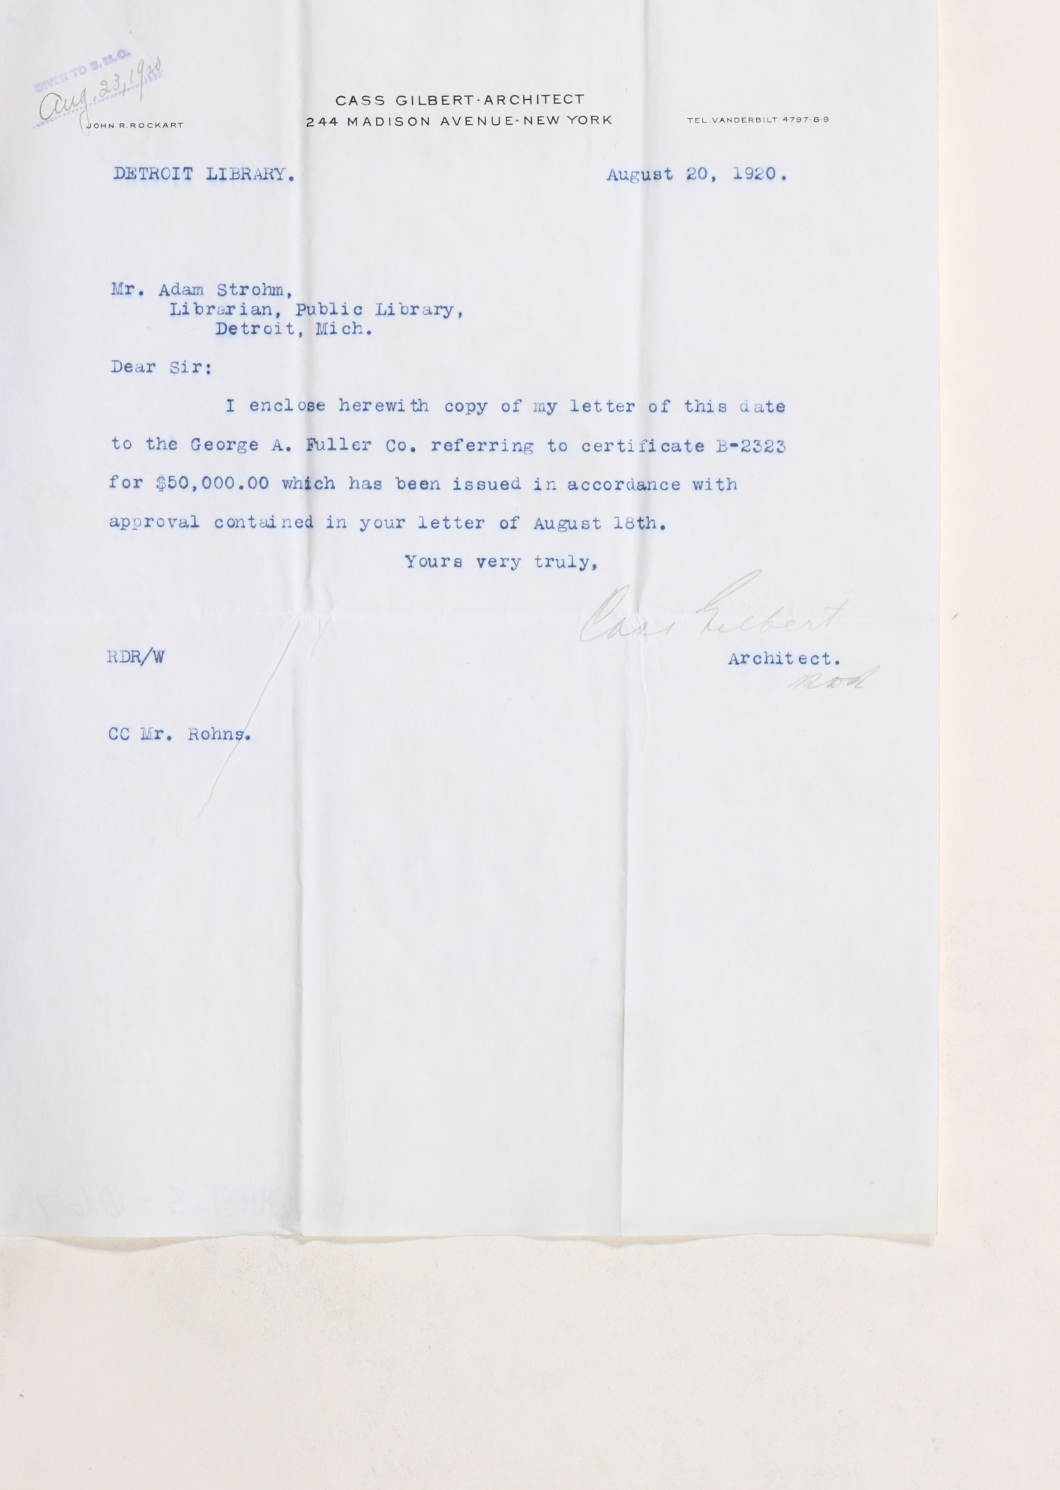 GIVEN TO B.M.C.
Aug. 23, 1920
JOHN R. ROCKART
CASS GILBERT-ARCHITECT
244 MADISON AVENUE-NEW YORK
TEL. VANDERBILT 4797-8-9
DETROIT LIBRARY.
August 20, 1920.
Mr. Adam Strohm,
Librarian, Public Library,
Detroit, Mich.
Dear Sir:
I enclose herewith copy of my letter of this date
to the George A. Fuller Co. referring to certificate B-2323
for $50,000.00 which has been issued in accordance with
approval contained in your letter of August 18th.
Yours very truly,
Cass Gilbert
RDR/W
Architect.
CC Mr. Rohns.